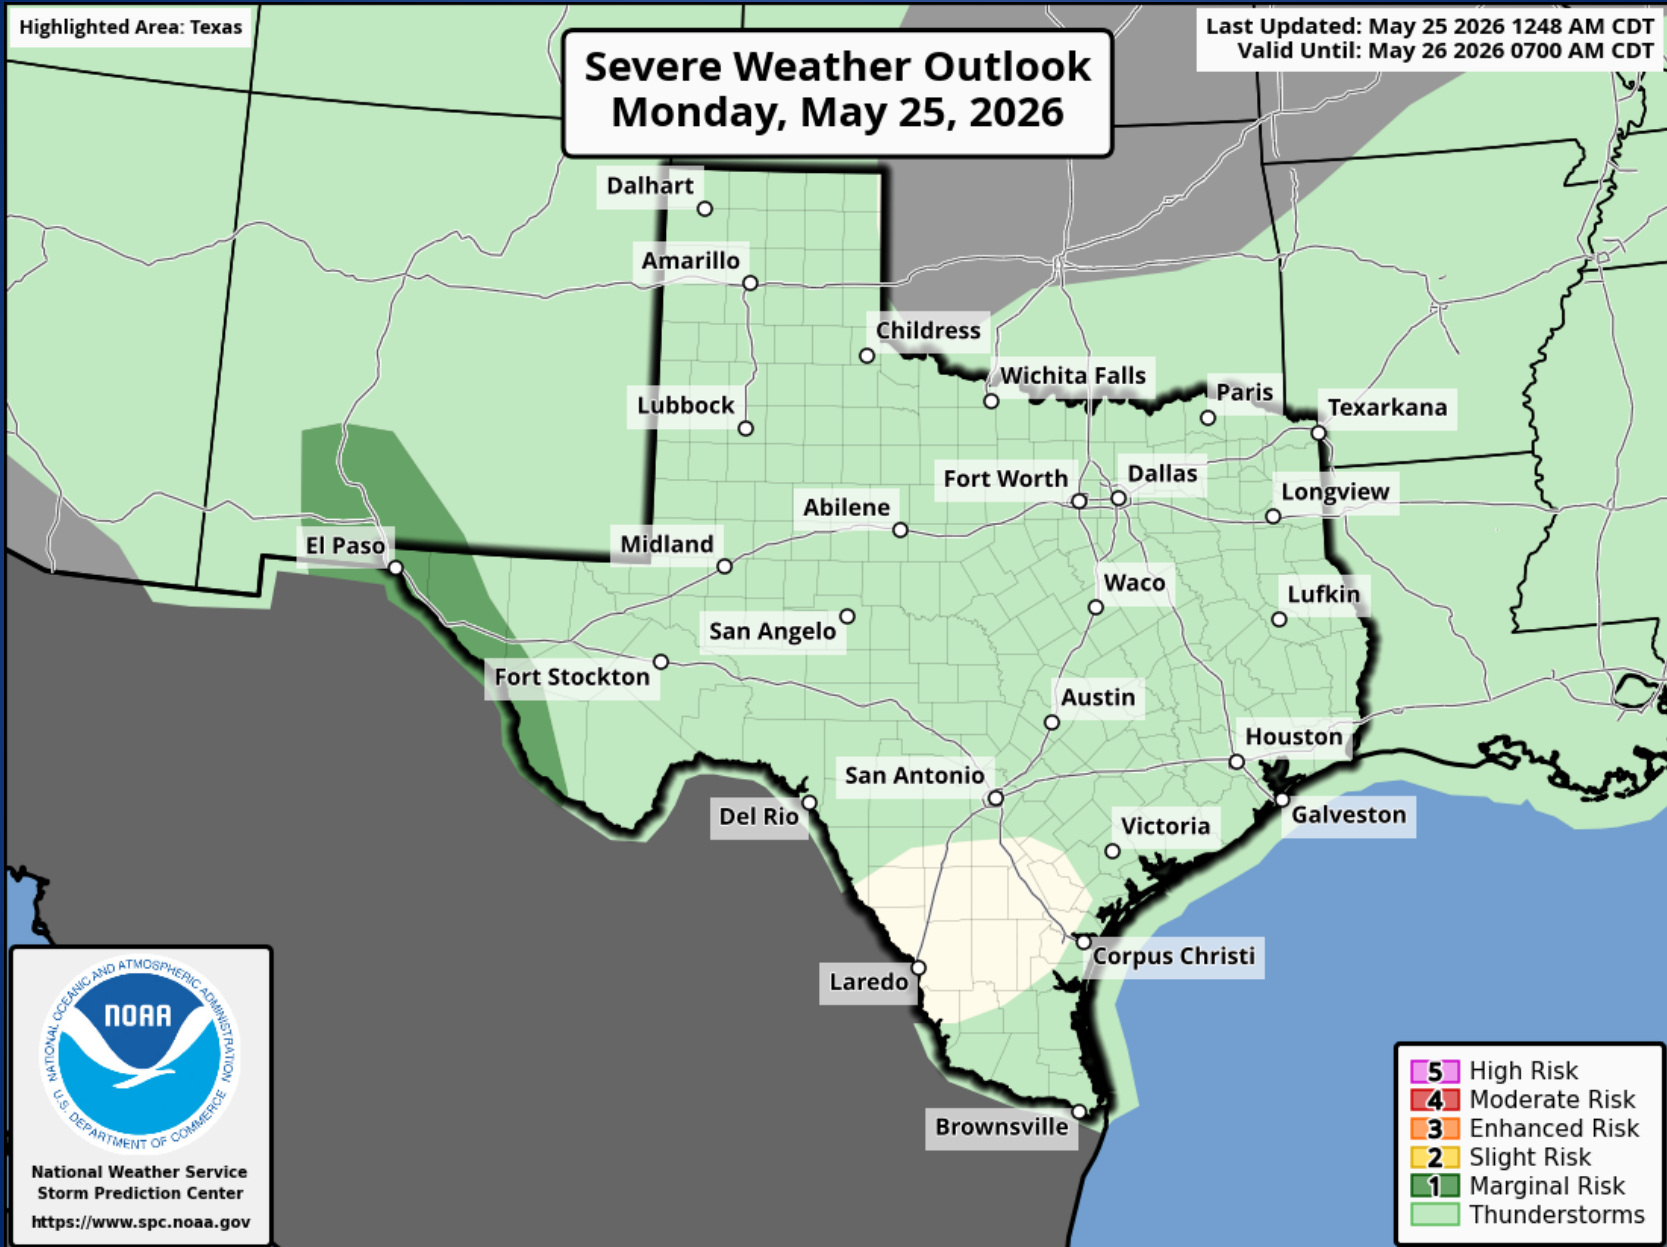 Highlighted Area: Texas
Severe Weather Outlook
Monday, May 25, 2026
Last Updated: May 25 2026 1248 AM CDT
Valid Until: May 26 2026 0700 AM CDT
Dalhart
Amarillo
Childress
Wichita Falls
Paris
Texarkana
Lubbock
Fort Worth
Dallas
Longview
Abilene
El Paso
Midland
Waco
Lufkin
San Angelo
Fort Stockton
Austin
Houston
San Antonio
Del Rio
Victoria
Galveston
Corpus Christi
Laredo
Brownsville
NATIONAL OCEANIC AND ATMOSPHERIC ADMINISTRATION
NOAA
U.S. DEPARTMENT OF COMMERCE
National Weather Service
Storm Prediction Center
https://www.spc.noaa.gov
5 High Risk
4 Moderate Risk
3 Enhanced Risk
2 Slight Risk
1 Marginal Risk
Thunderstorms